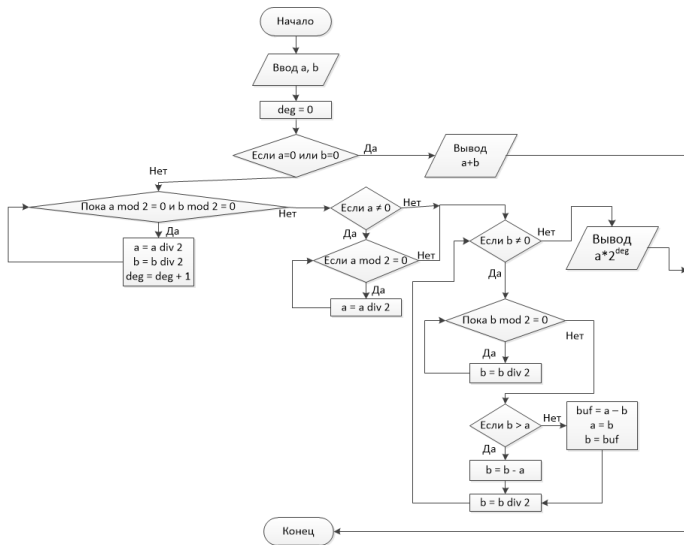 Начало
Ввод a, b
deg = 0
Если a=0 или b=0
Да
Вывод
a+b
Нет
Пока a mod 2 = 0 и b mod 2 = 0
Нет
Да
a = a div 2
b = b div 2
deg = deg + 1
Если a ≠ 0
Нет
Да
Если a mod 2 = 0
Нет
Да
a = a div 2
Если b ≠ 0
Нет
Вывод
a*2^deg
Да
Пока b mod 2 = 0
Нет
Да
b = b div 2
Если b > a
Нет
buf = a – b
a = b
b = buf
Да
b = b - a
b = b div 2
Конец